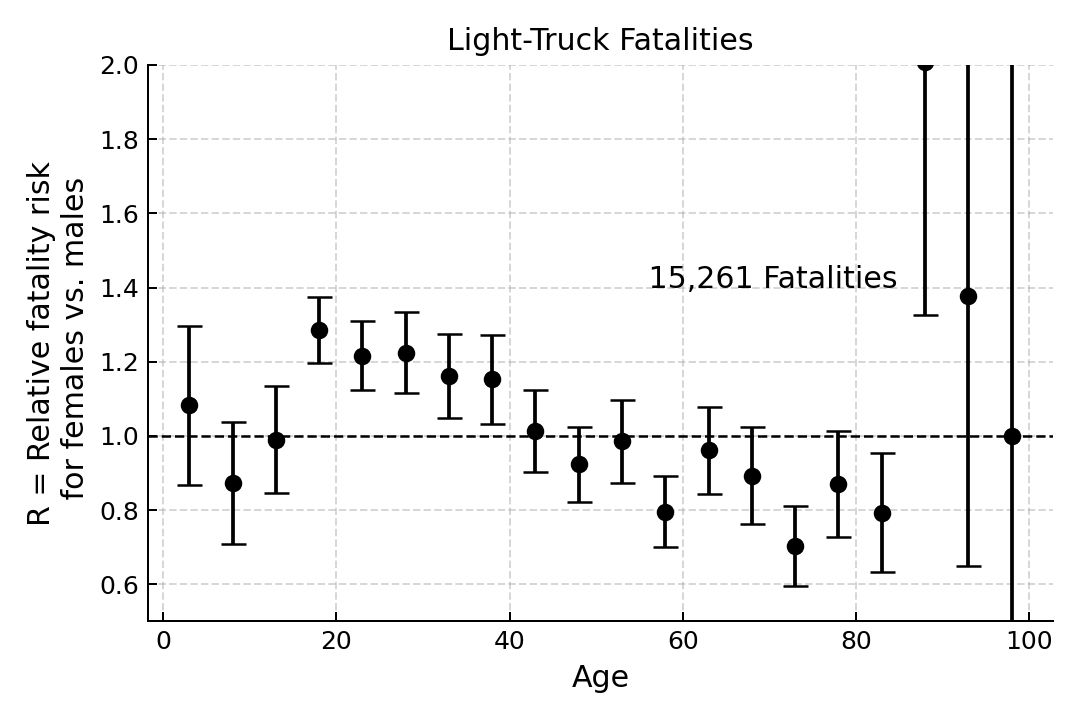 Light-Truck Fatalities
R = Relative fatality risk
for females vs. males
2.0
1.8
1.6
1.4
1.2
1.0
0.8
0.6
15,261 Fatalities
0
20
40
60
80
100
Age